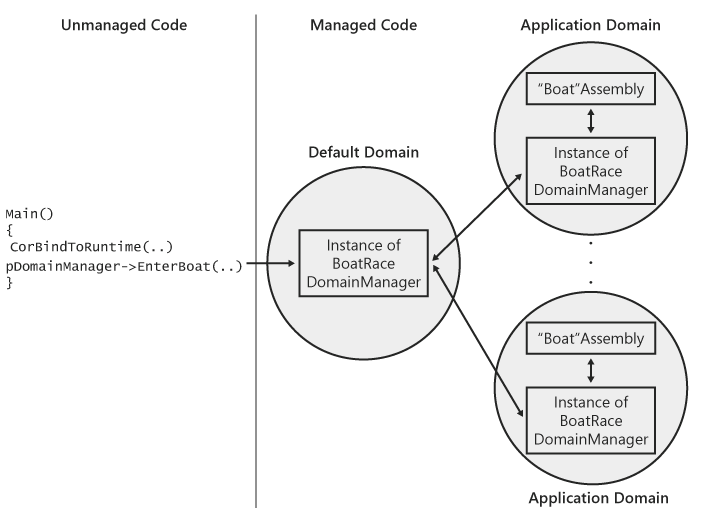 Unmanaged Code
Managed Code
Application Domain
“Boat”Assembly
Instance of
BoatRace
DomainManager
Default Domain
Instance of
BoatRace
DomainManager
Main()
{
CorBindToRuntime(..)
pDomainManager->EnterBoat(..)
}
“Boat”Assembly
Instance of
BoatRace
DomainManager
Application Domain